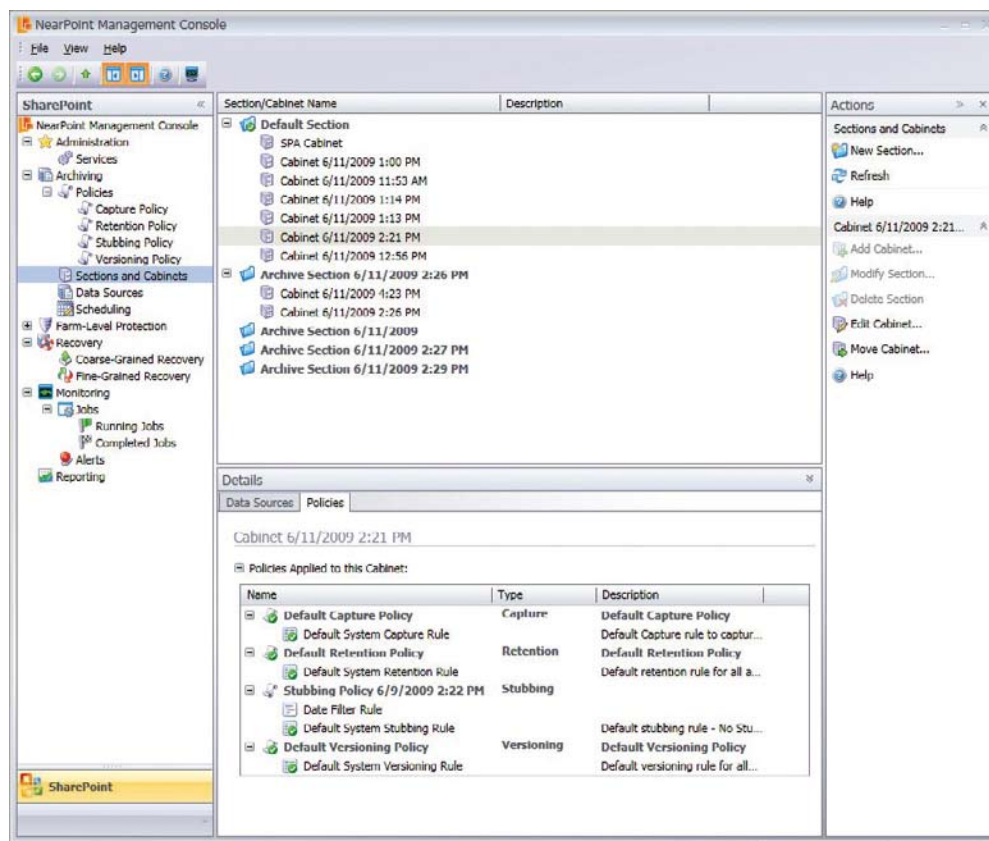 NearPoint Management Console
File View Help
SharePoint
NearPoint Management Console
Administration
Services
Archiving
Policies
Capture Policy
Retention Policy
Stubbing Policy
Versioning Policy
Sections and Cabinets
Data Sources
Scheduling
Farm-Level Protection
Recovery
Coarse-Grained Recovery
Fine-Grained Recovery
Monitoring
Jobs
Running Jobs
Completed Jobs
Alerts
Reporting
SharePoint
Section/Cabinet Name Description
Default Section
SPA Cabinet
Cabinet 6/11/2009 1:00 PM
Cabinet 6/11/2009 11:53 AM
Cabinet 6/11/2009 1:14 PM
Cabinet 6/11/2009 1:13 PM
Cabinet 6/11/2009 2:21 PM
Cabinet 6/11/2009 12:56 PM
Archive Section 6/11/2009 2:26 PM
Cabinet 6/11/2009 4:23 PM
Cabinet 6/11/2009 2:26 PM
Archive Section 6/11/2009
Archive Section 6/11/2009 2:27 PM
Archive Section 6/11/2009 2:29 PM
Details
Data Sources Policies
Cabinet 6/11/2009 2:21 PM
Policies Applied to this Cabinet:
Name Type Description
Default Capture Policy Capture Default Capture Policy
Default System Capture Rule Default Capture rule to captur...
Default Retention Policy Retention Default Retention Policy
Default System Retention Rule Default retention rule for all a...
Stubbing Policy 6/9/2009 2:22 PM Stubbing
Date Filter Rule
Default System Stubbing Rule Default stubbing rule - No Stu...
Default Versioning Policy Versioning Default Versioning Policy
Default System Versioning Rule Default versioning rule for all...
Actions
Sections and Cabinets
New Section...
Refresh
Help
Cabinet 6/11/2009 2:21...
Add Cabinet...
Modify Section...
Delete Section
Edit Cabinet...
Move Cabinet...
Help